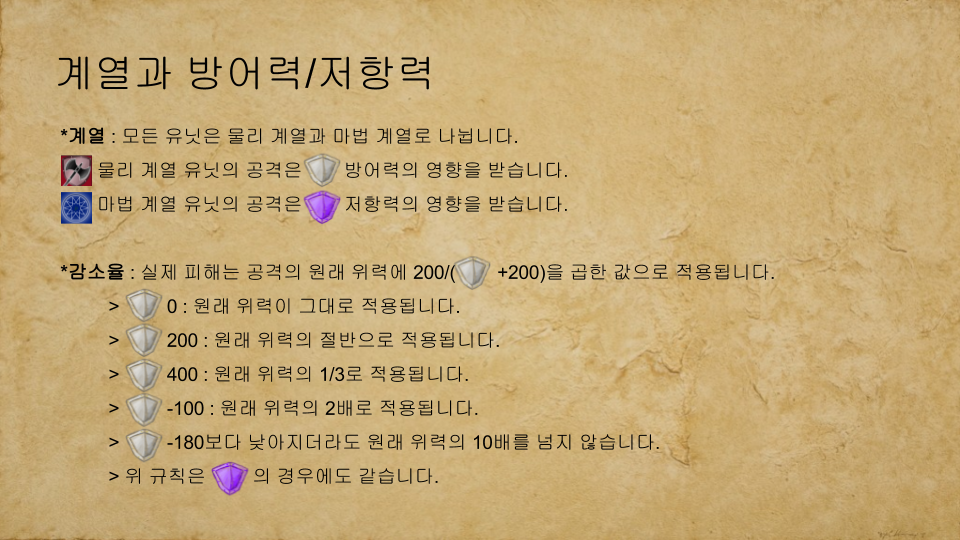 계열과 방어력/저항력
*계열 : 모든 유닛은 물리 계열과 마법 계열로 나뉩니다.
물리 계열 유닛의 공격은 방어력의 영향을 받습니다.
마법 계열 유닛의 공격은 저항력의 영향을 받습니다.
*감소율 : 실제 피해는 공격의 원래 위력에 200/( +200)을 곱한 값으로 적용됩니다.
> 0 : 원래 위력이 그대로 적용됩니다.
> 200 : 원래 위력의 절반으로 적용됩니다.
> 400 : 원래 위력의 1/3로 적용됩니다.
> -100 : 원래 위력의 2배로 적용됩니다.
> -180보다 낮아지더라도 원래 위력의 10배를 넘지 않습니다.
> 위 규칙은 의 경우에도 같습니다.